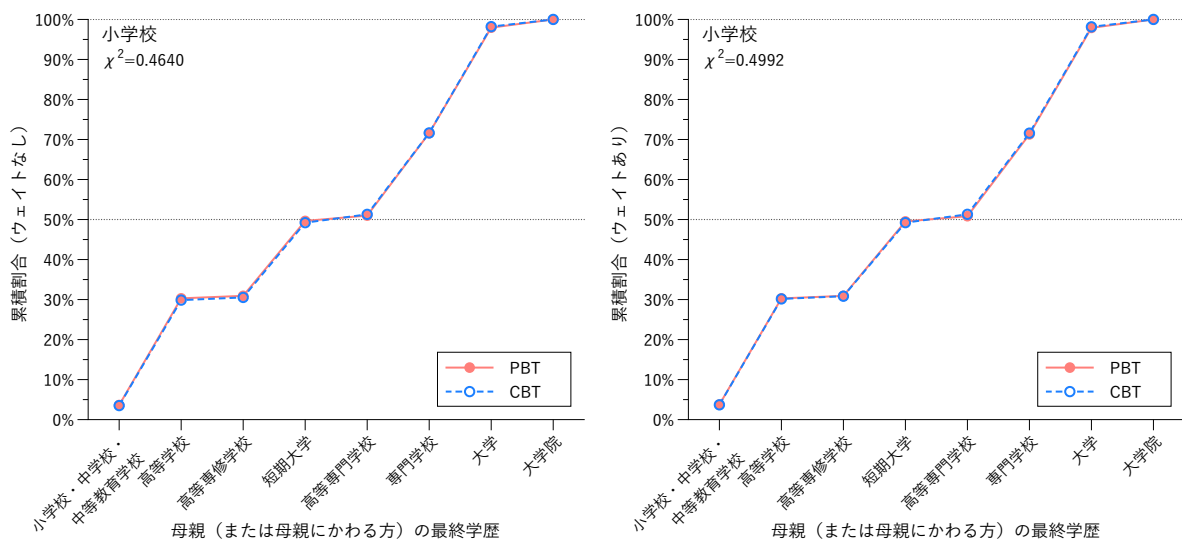 100%
90%
80%
70%
60%
50%
40%
30%
20%
10%
0%
累積割合（ウェイトなし）
小学校
χ²=0.4640
PBT
CBT
小学校・中学校・
中等教育学校
高等学校
高等専修学校
短期大学
高等専門学校
専門学校
大学
大学院
母親（または母親にかわる方）の最終学歴
100%
90%
80%
70%
60%
50%
40%
30%
20%
10%
0%
累積割合（ウェイトあり）
小学校
χ²=0.4992
PBT
CBT
小学校・中学校・
中等教育学校
高等学校
高等専修学校
短期大学
高等専門学校
専門学校
大学
大学院
母親（または母親にかわる方）の最終学歴